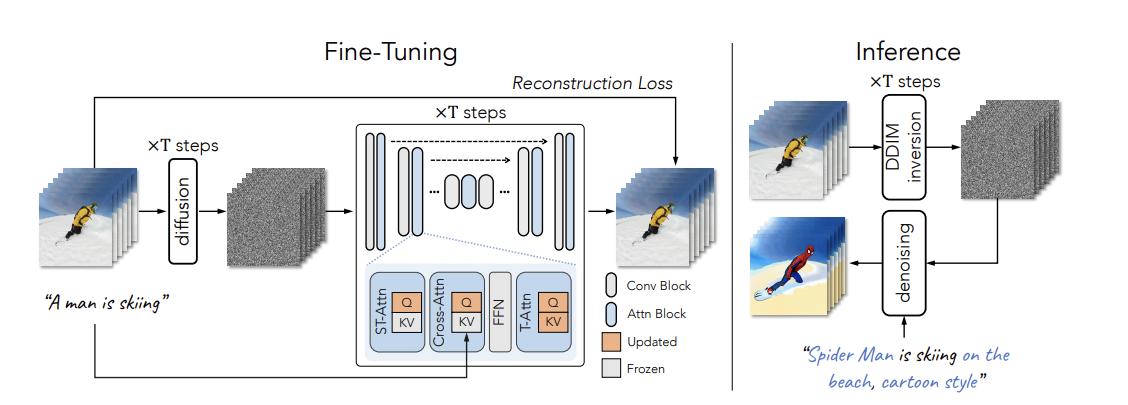 Fine-Tuning
Reconstruction Loss
×T steps
×T steps
diffusion
"A man is skiing"
ST-Attn
Q
KV
Cross-Attn
Q
KV
FFN
T-Attn
Q
KV
Conv Block
Attn Block
Updated
Frozen
Inference
×T steps
DDIM
inversion
denoising
"Spider Man is skiing on the
beach, cartoon style"